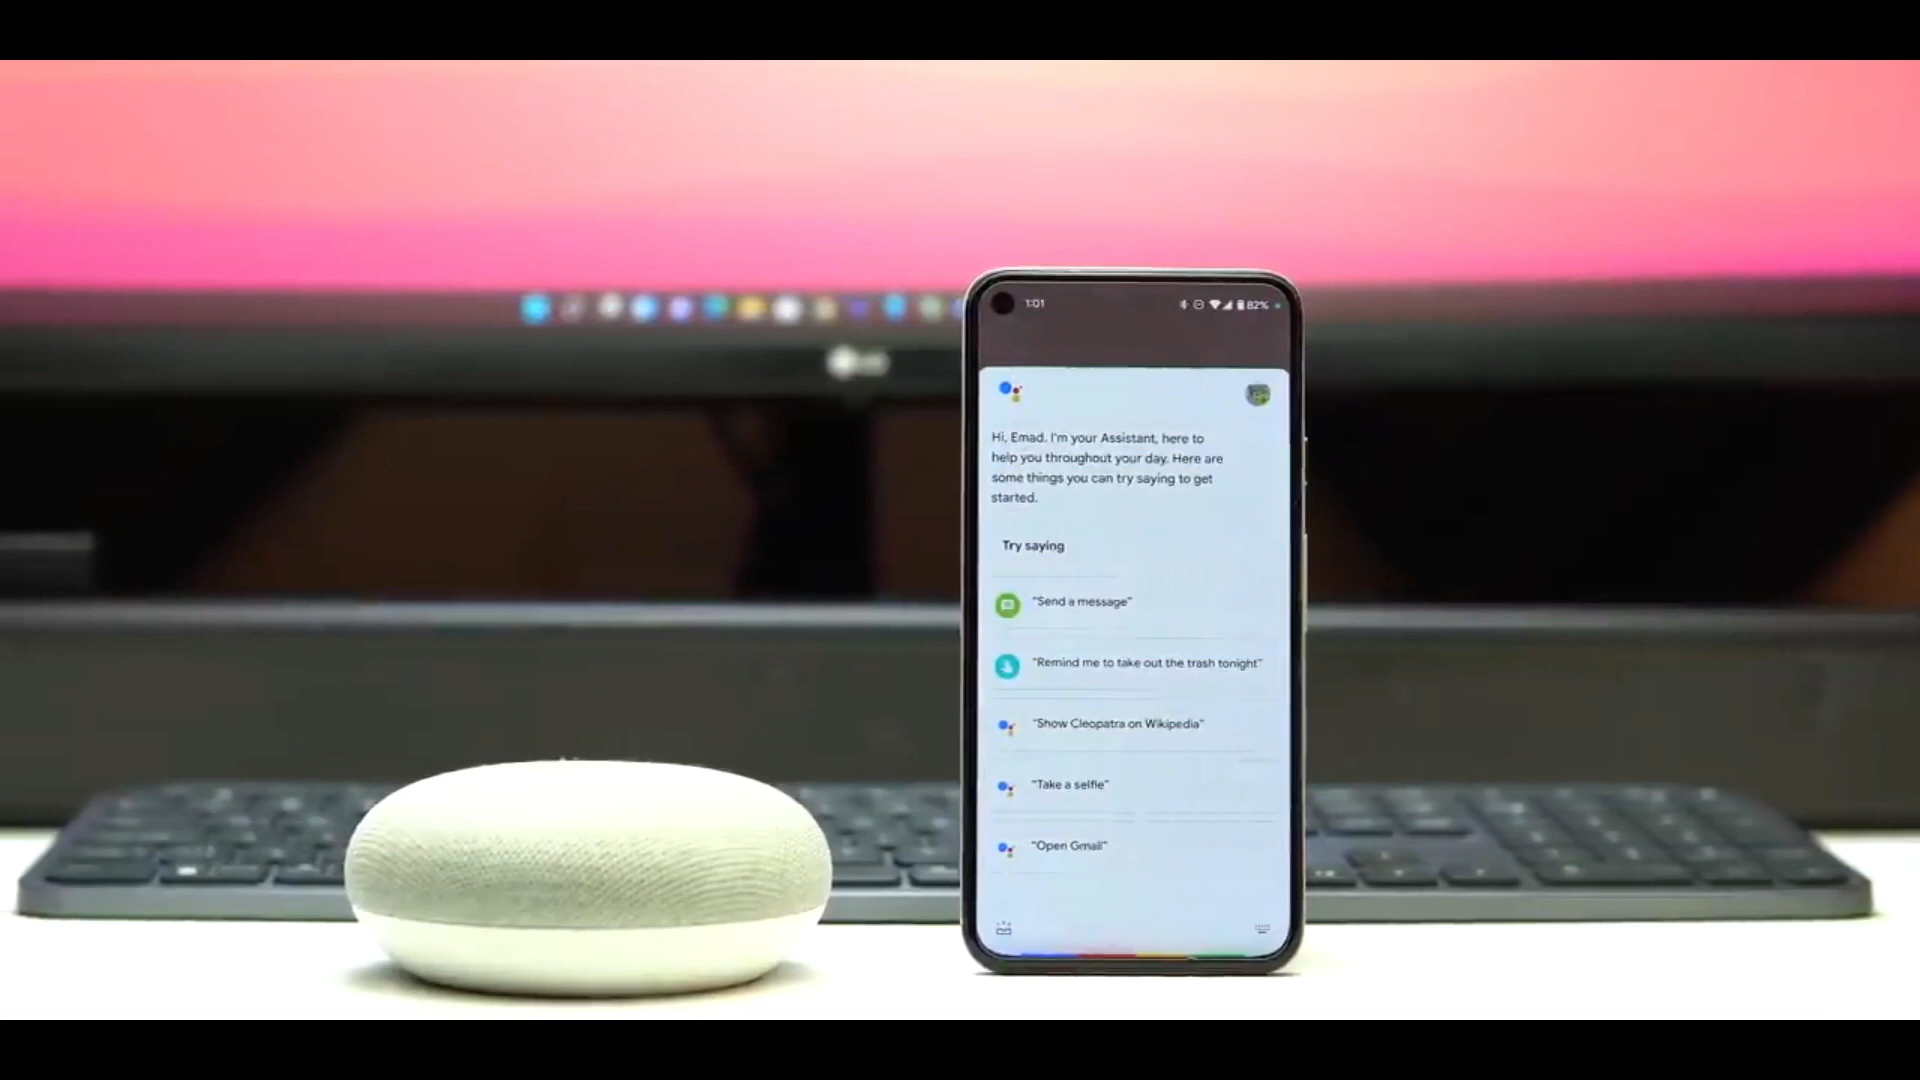 1:01
82%
Hi, Emad. I'm your Assistant, here to
help you throughout your day. Here are
some things you can try saying to get
started.
Try saying
"Send a message"
"Remind me to take out the trash tonight"
"Show Cleopatra on Wikipedia"
"Take a selfie"
"Open Gmail"